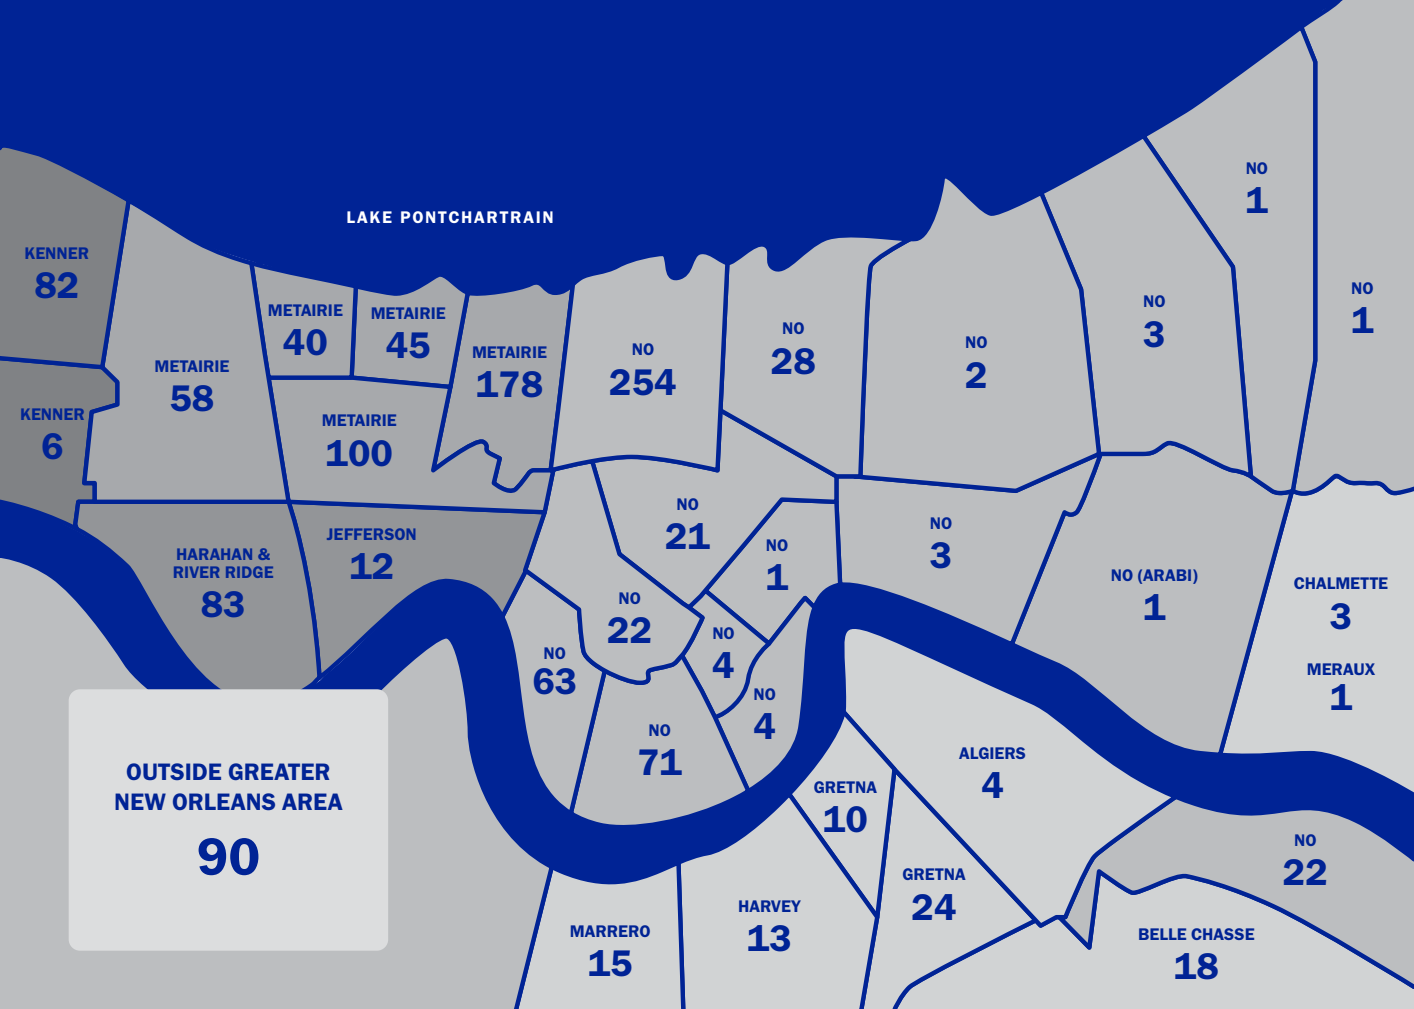 LAKE PONTCHARTRAIN
KENNER
82
KENNER
6
METAIRIE
58
METAIRIE
40
METAIRIE
45
METAIRIE
178
METAIRIE
100
HARAHAN &
RIVER RIDGE
83
JEFFERSON
12
NO
254
NO
28
NO
2
NO
3
NO
1
NO
1
NO
21
NO
1
NO
3
NO (ARABI)
1
CHALMETTE
3
MERAUX
1
NO
22
NO
63
NO
4
NO
4
NO
71
OUTSIDE GREATER
NEW ORLEANS AREA
90
ALGIERS
4
GRETNA
10
GRETNA
24
HARVEY
13
MARRERO
15
NO
22
BELLE CHASSE
18